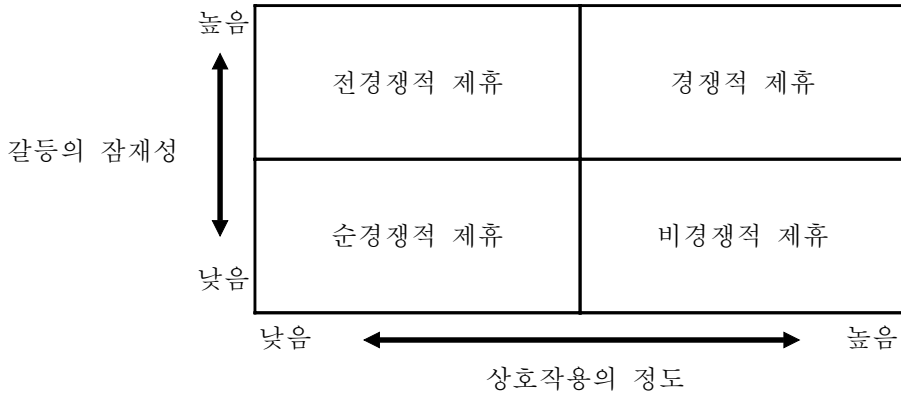 높음
전경쟁적 제휴
경쟁적 제휴
갈등의 잠재성
순경쟁적 제휴
비경쟁적 제휴
낮음
낮음
높음
상호작용의 정도